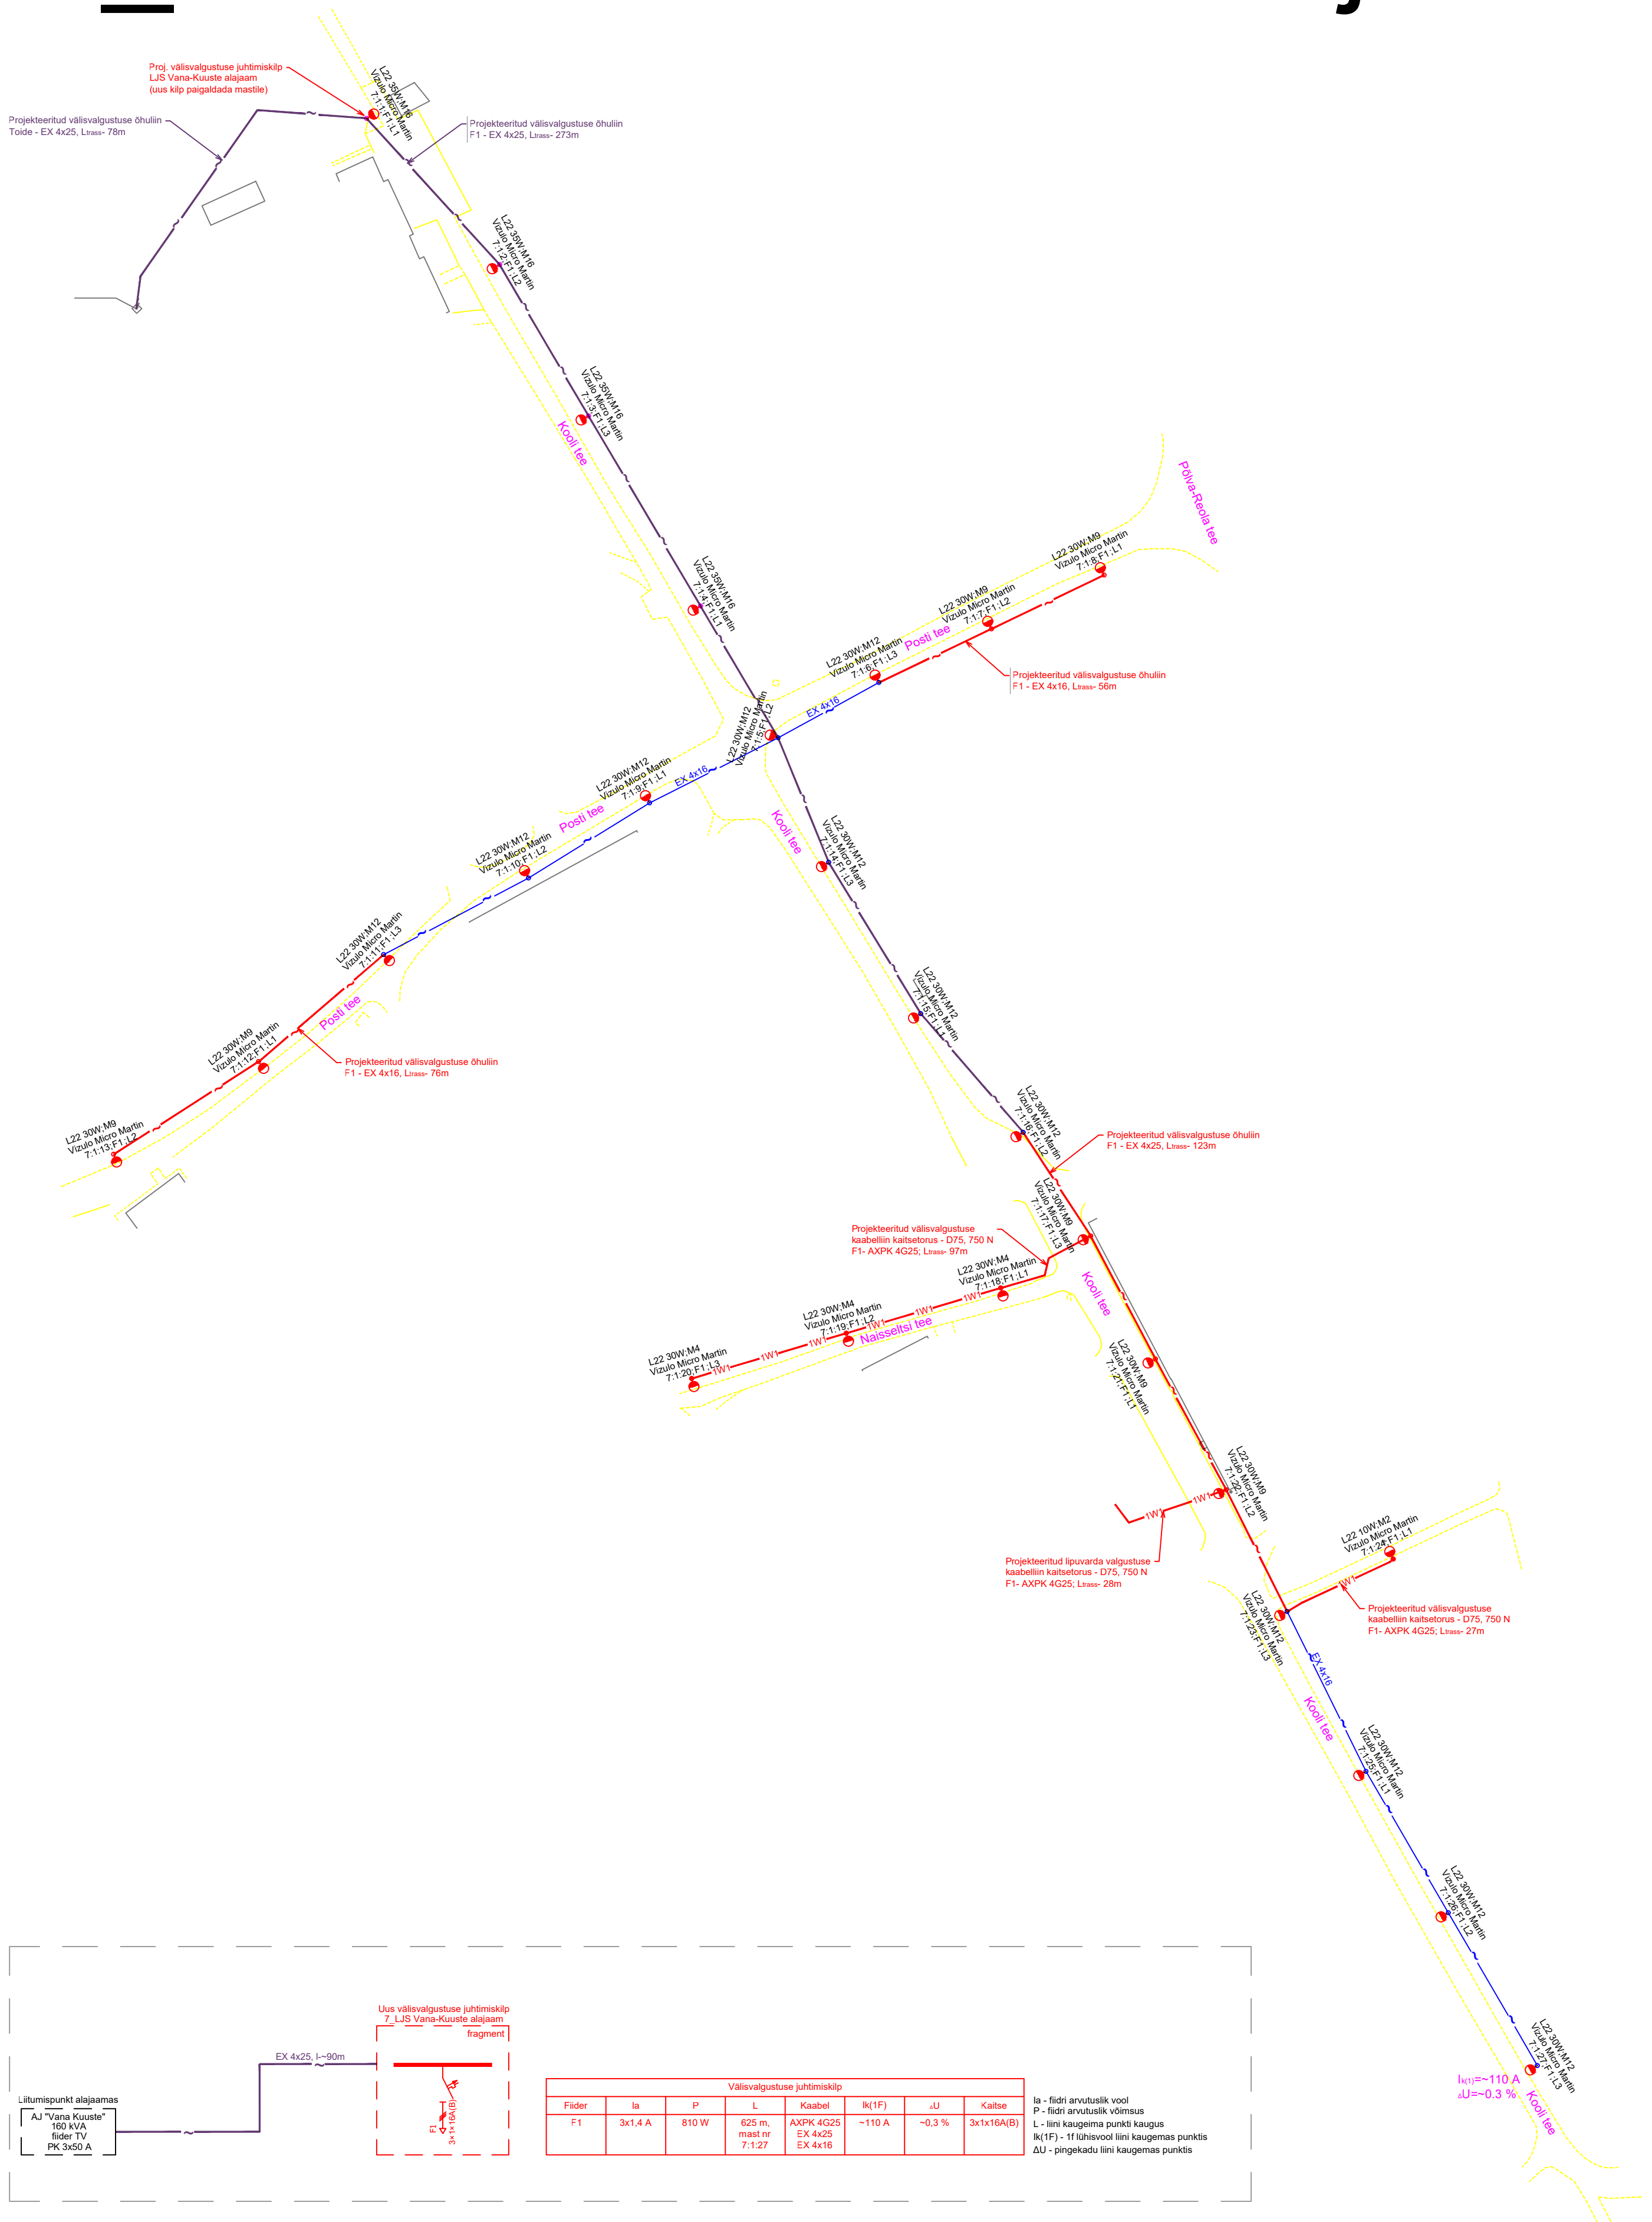 Proj. välisvalgustuse juhtimiskilp
LJS Vana-Kuuste alajaam
(uus kilp paigaldada mastile)
L22 35W;M16
Vizulo Micro Martin
7:1:1;F1;L1
Projekteeritud välisvalgustuse õhuliin
Toide - EX 4x25, Ltrass- 78m
Projekteeritud välisvalgustuse õhuliin
F1 - EX 4x25, Ltrass- 273m
L22 35W;M16
Vizulo Micro Martin
7:1:2;F1;L2
L22 35W;M16
Vizulo Micro Martin
7:1:3;F1;L3
Kooli tee
Põlva-Reola tee
L22 35W;M16
Vizulo Micro Martin
7:1:4;F1;L1
L22 30W;M9
Vizulo Micro Martin
7:1:8;F1;L1
L22 30W;M9
Vizulo Micro Martin
7:1:7;F1;L2
Posti tee
L22 30W;M12
Vizulo Micro Martin
7:1:6;F1;L3
Projekteeritud välisvalgustuse õhuliin
F1 - EX 4x16, Ltrass- 56m
L22 30W;M12
Vizulo Micro Martin
7:1:5;F1;L2
EX 4x16
EX 4x16
L22 30W;M12
Vizulo Micro Martin
7:1:9;F1;L1
Posti tee
Kooli tee
L22 30W;M12
Vizulo Micro Martin
7:1:10;F1;L2
L22 30W;M12
Vizulo Micro Martin
7:1:14;F1;L3
L22 30W;M12
Vizulo Micro Martin
7:1:11;F1;L3
Posti tee
L22 30W;M12
Vizulo Micro Martin
7:1:15;F1;L1
L22 30W;M9
Vizulo Micro Martin
7:1:12;F1;L1
Projekteeritud välisvalgustuse õhuliin
F1 - EX 4x16, Ltrass- 76m
L22 30W;M9
Vizulo Micro Martin
7:1:13;F1;L2
L22 30W;M12
Vizulo Micro Martin
7:1:16;F1;L2
Projekteeritud välisvalgustuse õhuliin
F1 - EX 4x25, Ltrass- 123m
L22 30W;M9
Vizulo Micro Martin
7:1:17;F1;L3
Projekteeritud välisvalgustuse
kaabelliin kaitsetorus - D75, 750 N
F1- AXPK 4G25; Ltrass- 97m
L22 30W;M4
Vizulo Micro Martin
7:1:18;F1;L1
Kooli tee
1W1
1W1
1W1
1W1
1W1
1W1
L22 30W;M4
Vizulo Micro Martin
7:1:19;F1;L2
Naisseltsi tee
L22 30W;M4
Vizulo Micro Martin
7:1:20;F1;L3
L22 30W;M9
Vizulo Micro Martin
7:1:21;F1;L1
L22 30W;M9
Vizulo Micro Martin
7:1:22;F1;L2
1W1
1W1
Projekteeritud lipuvarda valgustuse
kaabelliin kaitsetorus - D75, 750 N
F1- AXPK 4G25; Ltrass- 28m
L22 10W;M2
Vizulo Micro Martin
7:1:24;F1;L1
1W1
Projekteeritud välisvalgustuse
kaabelliin kaitsetorus - D75, 750 N
F1- AXPK 4G25; Ltrass- 27m
L22 30W;M12
Vizulo Micro Martin
7:1:23;F1;L3
EX 4x16
Kooli tee
L22 30W;M12
Vizulo Micro Martin
7:1:25;F1;L1
L22 30W;M12
Vizulo Micro Martin
7:1:26;F1;L2
L22 30W;M12
Vizulo Micro Martin
7:1:27;F1;L3
Ik(1)=~110 A
ΔU=~0.3 %
Kooli tee
Uus välisvalgustuse juhtimiskilp
7_LJS Vana-Kuuste alajaam
fragment
EX 4x25, l-~90m
F1
3×1×16A(B)
Liitumispunkt alajaamas
AJ "Vana Kuuste"
160 kVA
fiider TV
PK 3x50 A
Välisvalgustuse juhtimiskilp
Fiider Ia P L Kaabel Ik(1F) ΔU Kaitse
F1 3x1,4 A 810 W 625 m, AXPK 4G25 ~110 A ~0,3 % 3x1x16A(B)
mast nr EX 4x25
7:1:27 EX 4x16
Ia - fiidri arvutuslik vool
P - fiidri arvutuslik võimsus
L - liini kaugeima punkti kaugus
Ik(1F) - 1f lühisvool liini kaugemas punktis
ΔU - pingekadu liini kaugemas punktis